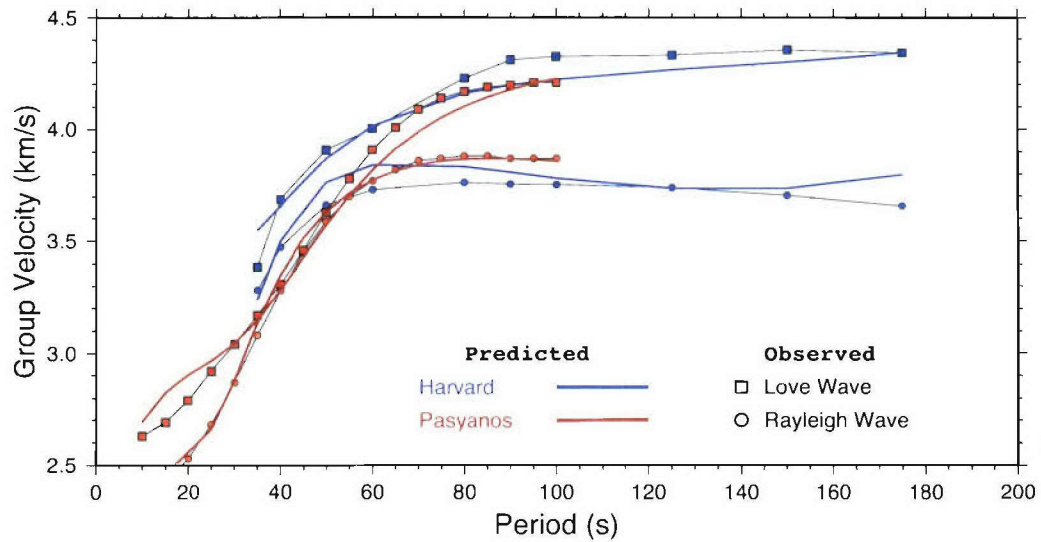 4.5
4.0
3.5
3.0
2.5
Group Velocity (km/s)
Predicted Observed
Harvard Love Wave
Pasyanos Rayleigh Wave
0 20 40 60 80 100 120 140 160 180 200
Period (s)